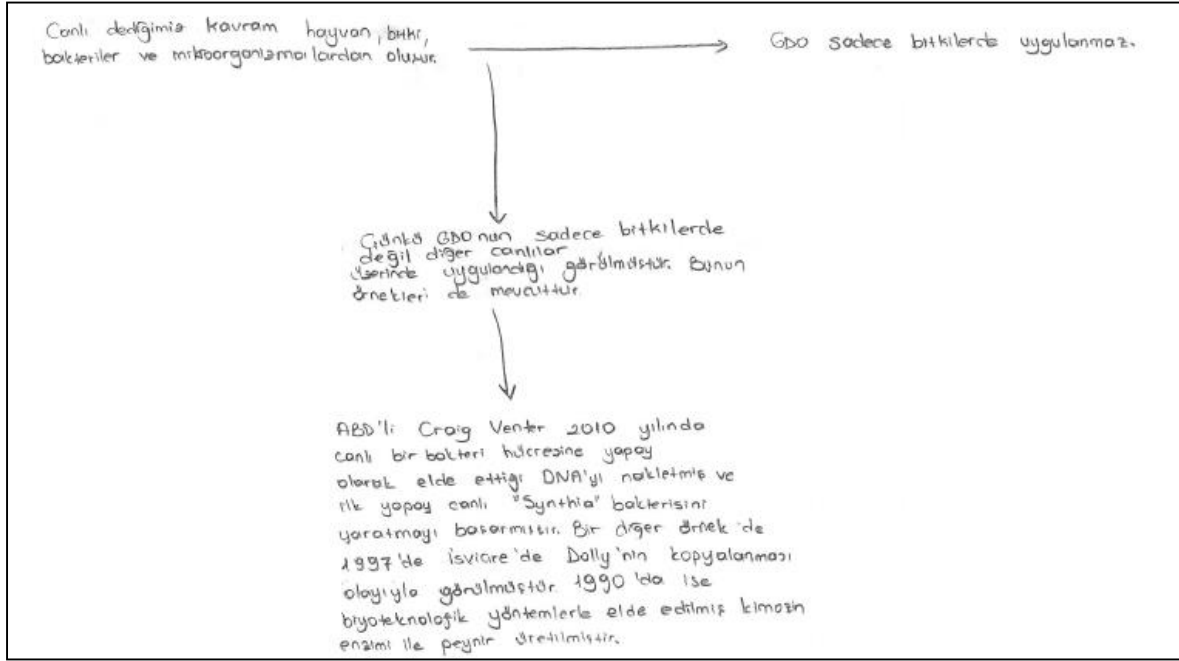 Canlı dediğimiz kavram hayvan, bitki,
bakteriler ve mikroorganizmalardan oluşur.
GDO sadece bitkilerde uygulanmaz.
Çünkü GDO nun sadece bitkilerde
değil diğer canlılar
üzerinde uygulandığı görülmüştür. Bunun
örnekleri de mevcuttur.
ABD'li Craig Venter 2010 yılında
canlı bir bakteri hücresine yapay
olarak elde ettiği DNA'yı nakletmiş ve
ilk yapay canlı "Synthia" bakterisini
yaratmayı başarmıştır. Bir diğer örnek de
1997'de İsviçre'de Dolly'nin kopyalanması
olayıyla görülmüştür. 1990'da ise
biyoteknolojik yöntemlerle elde edilmiş kimozin
enzimi ile peynir üretilmiştir.